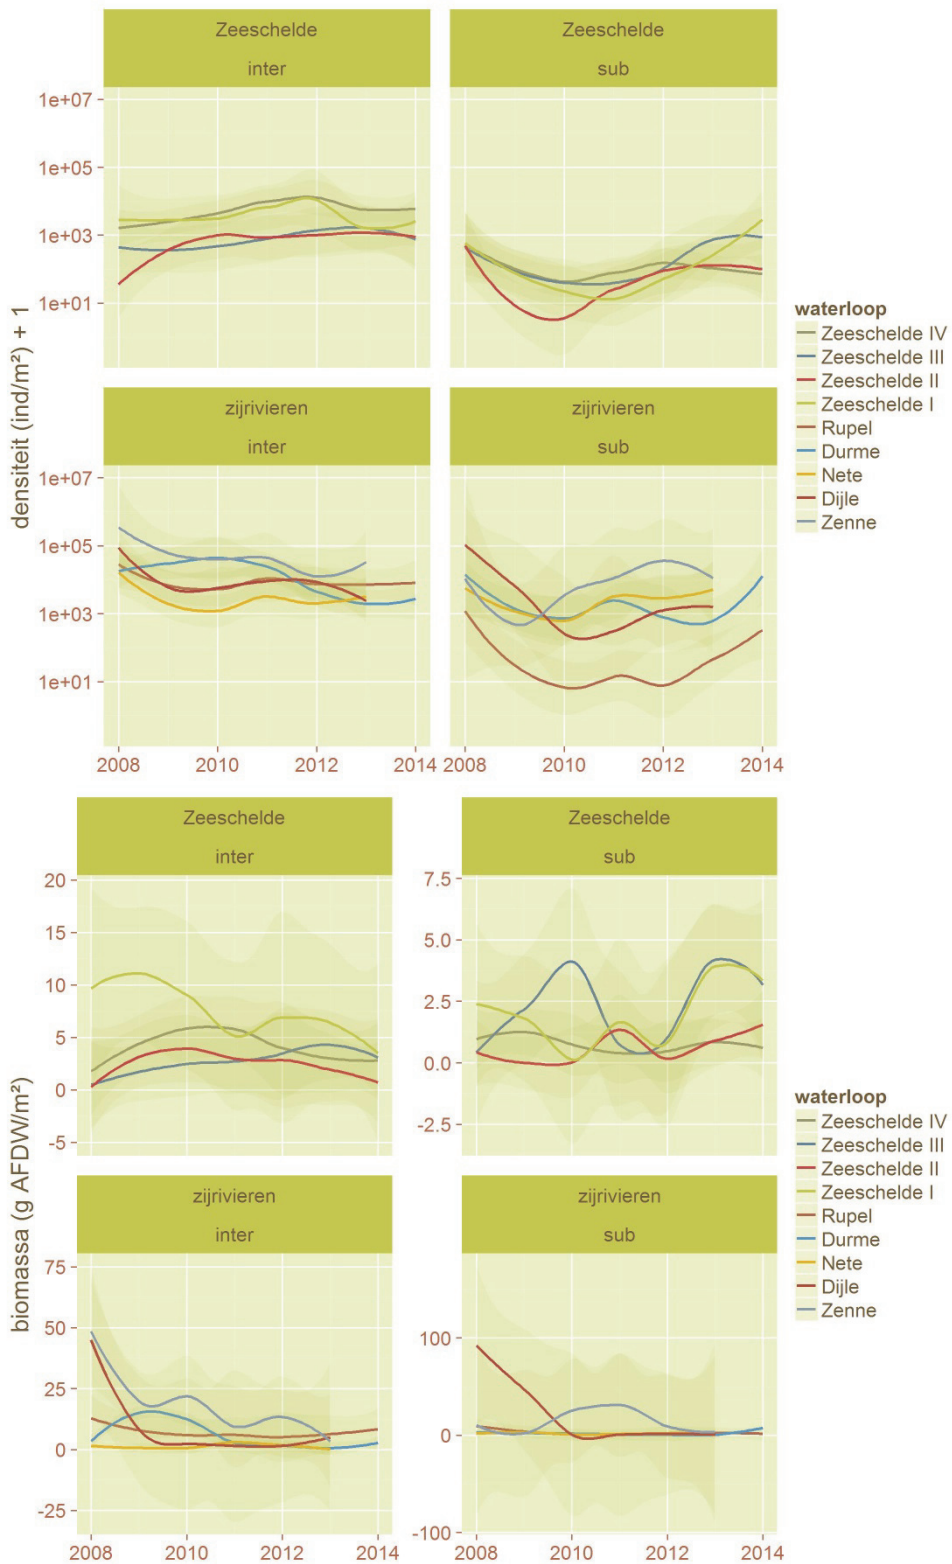 Zeeschelde
inter
Zeeschelde
sub
1e+07
1e+05
1e+03
1e+01
zijrivieren
inter
zijrivieren
sub
1e+07
1e+05
1e+03
1e+01
densiteit (ind/m²) + 1
2008 2010 2012 2014 2008 2010 2012 2014
waterloop
Zeeschelde IV
Zeeschelde III
Zeeschelde II
Zeeschelde I
Rupel
Durme
Nete
Dijle
Zenne
Zeeschelde
inter
Zeeschelde
sub
20
15
10
5
0
-5
7.5
5.0
2.5
0.0
-2.5
zijrivieren
inter
zijrivieren
sub
75
50
25
0
-25
100
0
-100
biomassa (g AFDW/m²)
2008 2010 2012 2014 2008 2010 2012 2014
waterloop
Zeeschelde IV
Zeeschelde III
Zeeschelde II
Zeeschelde I
Rupel
Durme
Nete
Dijle
Zenne